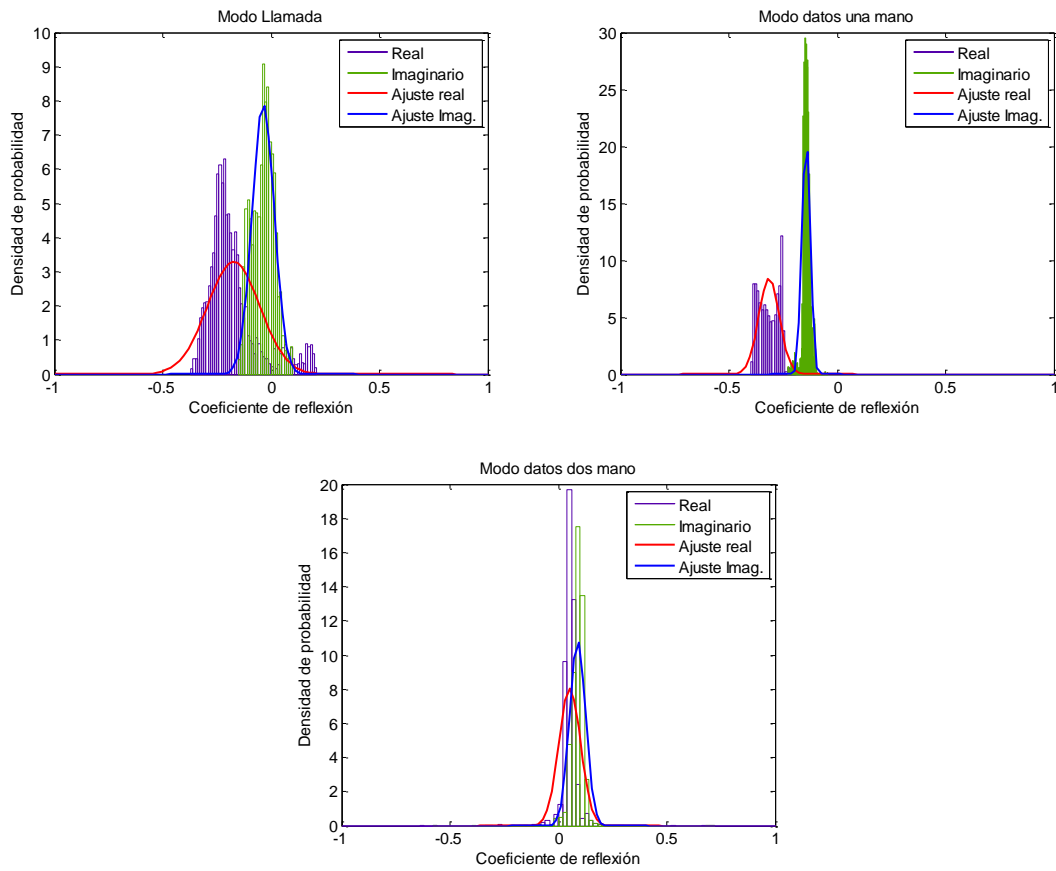 Modo Llamada
10
9
8
7
6
5
4
3
2
1
0
-1
-0.5
0
0.5
1
Densidad de probabilidad
Coeficiente de reflexión
Real
Imaginario
Ajuste real
Ajuste Imag.
Modo datos una mano
30
25
20
15
10
5
0
-1
-0.5
0
0.5
1
Densidad de probabilidad
Coeficiente de reflexión
Real
Imaginario
Ajuste real
Ajuste Imag.
Modo datos dos mano
20
18
16
14
12
10
8
6
4
2
0
-1
-0.5
0
0.5
1
Densidad de probabilidad
Coeficiente de reflexión
Real
Imaginario
Ajuste real
Ajuste Imag.